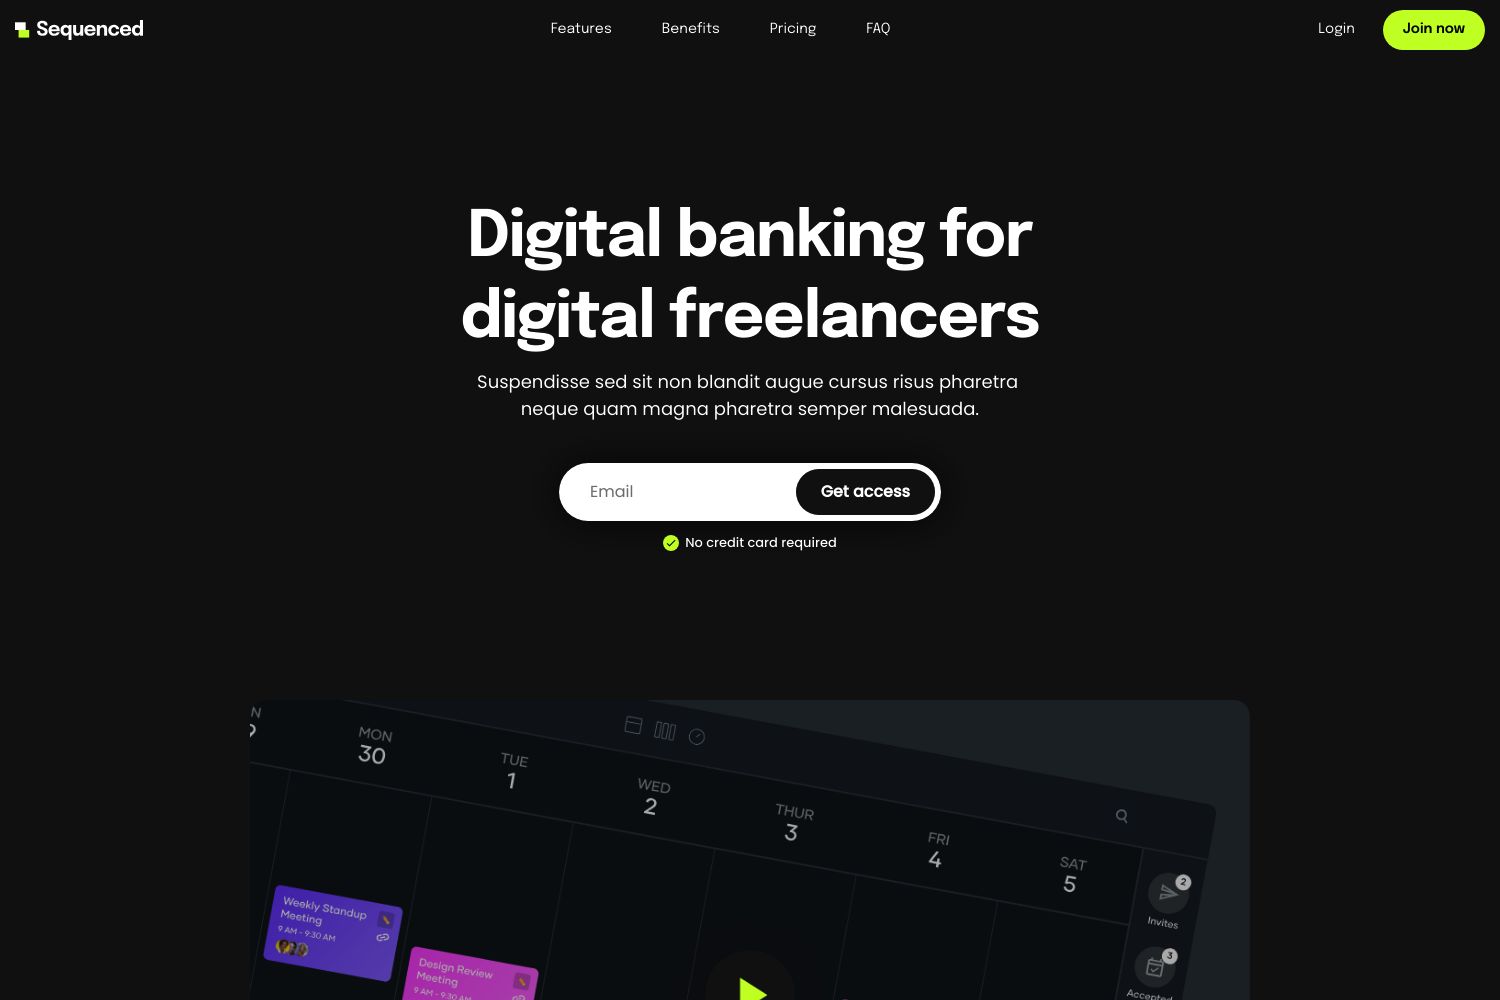 Sequenced
Features
Benefits
Pricing
FAQ
Login
Join now
Digital banking for
digital freelancers
Suspendisse sed sit non blandit augue cursus risus pharetra
neque quam magna pharetra semper malesuada.
Email
Get access
No credit card required
MON
30
TUE
1
WED
2
THUR
3
FRI
4
SAT
5
2
Invites
3
Accepted
Weekly Standup
Meeting
9 AM - 9:30 AM
Design Review
Meeting
9 AM - 9:30 AM